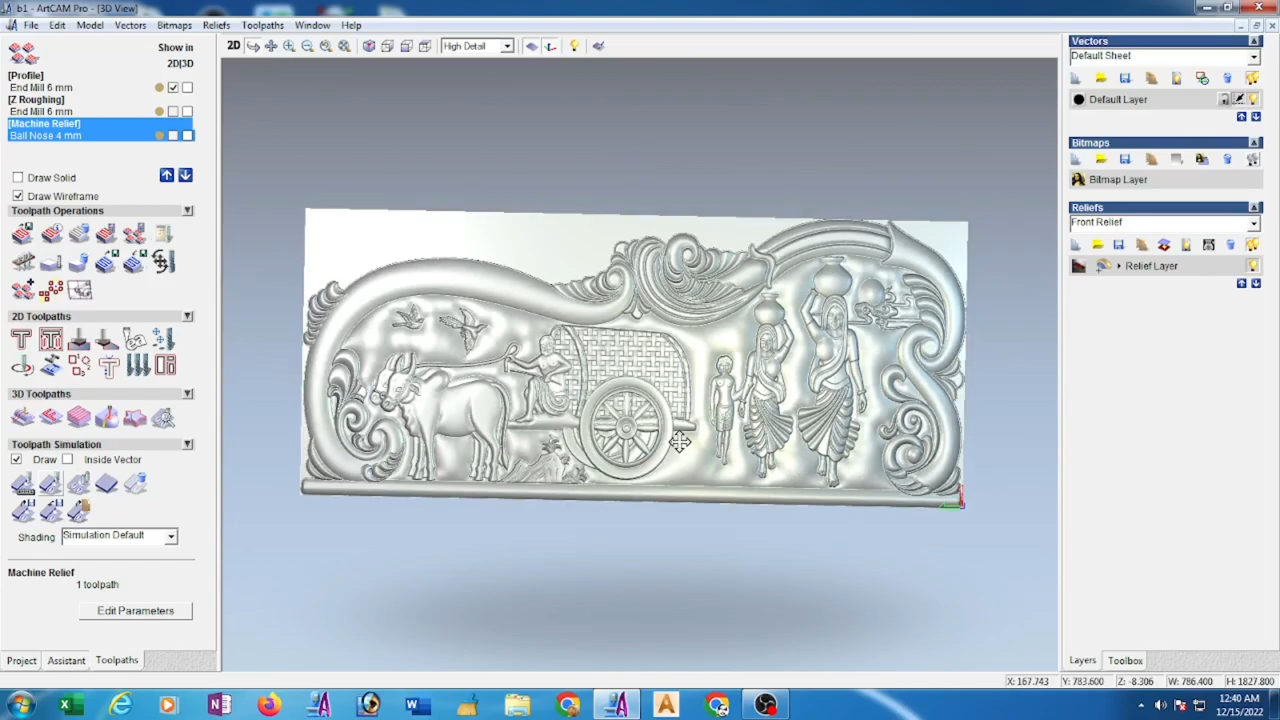 b1 - ArtCAM Pro - [3D View]
File Edit Model Vectors Bitmaps Reliefs Toolpaths Window Help
Show in
2D|3D
[Profile]
End Mill 6 mm
[Z Roughing]
End Mill 6 mm
[Machine Relief]
Ball Nose 4 mm
Draw Solid
Draw Wireframe
Toolpath Operations
2D Toolpaths
3D Toolpaths
Toolpath Simulation
Draw Inside Vector
Shading Simulation Default
Machine Relief
1 toolpath
Edit Parameters
Project Assistant Toolpaths
2D High Detail
Vectors
Default Sheet
Default Layer
Bitmaps
Bitmap Layer
Reliefs
Front Relief
Relief Layer
Layers Toolbox
X: 167.743 Y: 783.600 Z: -8.306 W: 786.400 H: 1827.800
12:40 AM
12/15/2022